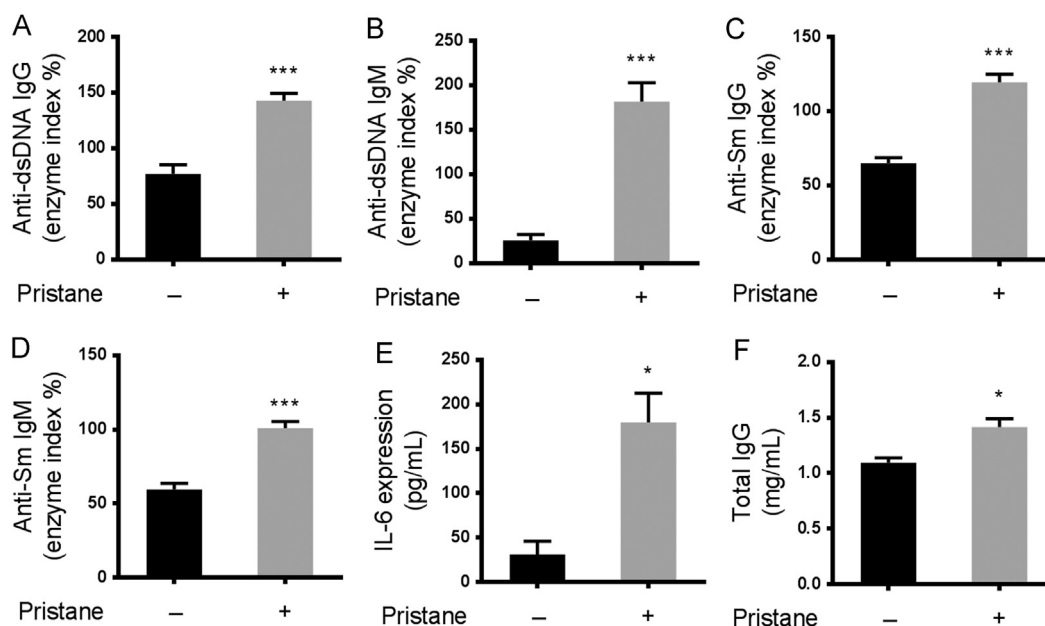 A
Anti-dsDNA IgG
(enzyme index %)
200
150
100
50
0
***
Pristane – +
B
Anti-dsDNA IgM
(enzyme index %)
250
200
150
100
50
0
***
Pristane – +
C
Anti-Sm IgG
(enzyme index %)
150
100
50
0
***
Pristane – +
D
Anti-Sm IgM
(enzyme index %)
150
100
50
0
***
Pristane – +
E
IL-6 expression
(pg/mL)
250
200
150
100
50
0
*
Pristane – +
F
Total IgG
(mg/mL)
2.0
1.5
1.0
0.5
0.0
*
Pristane – +